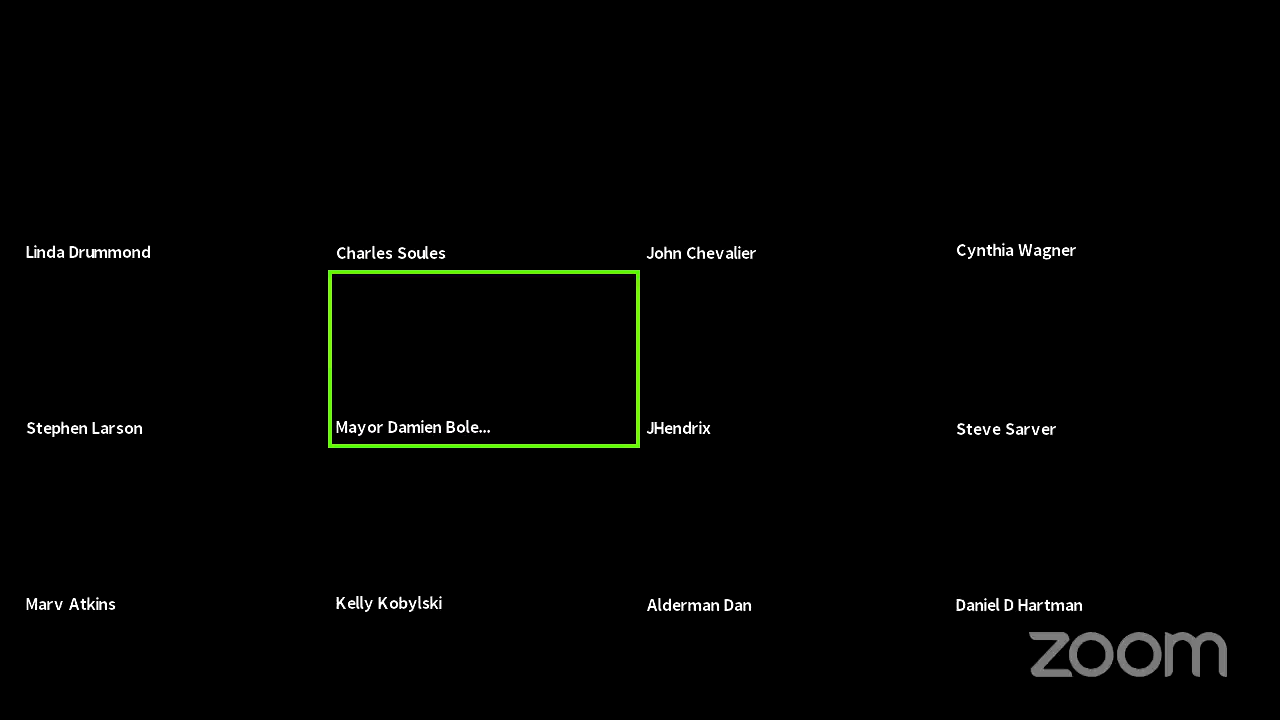 Linda Drummond
Charles Soules
John Chevalier
Cynthia Wagner
Stephen Larson
Mayor Damien Bole...
JHendrix
Steve Sarver
Marv Atkins
Kelly Kobylski
Alderman Dan
Daniel D Hartman
zoom